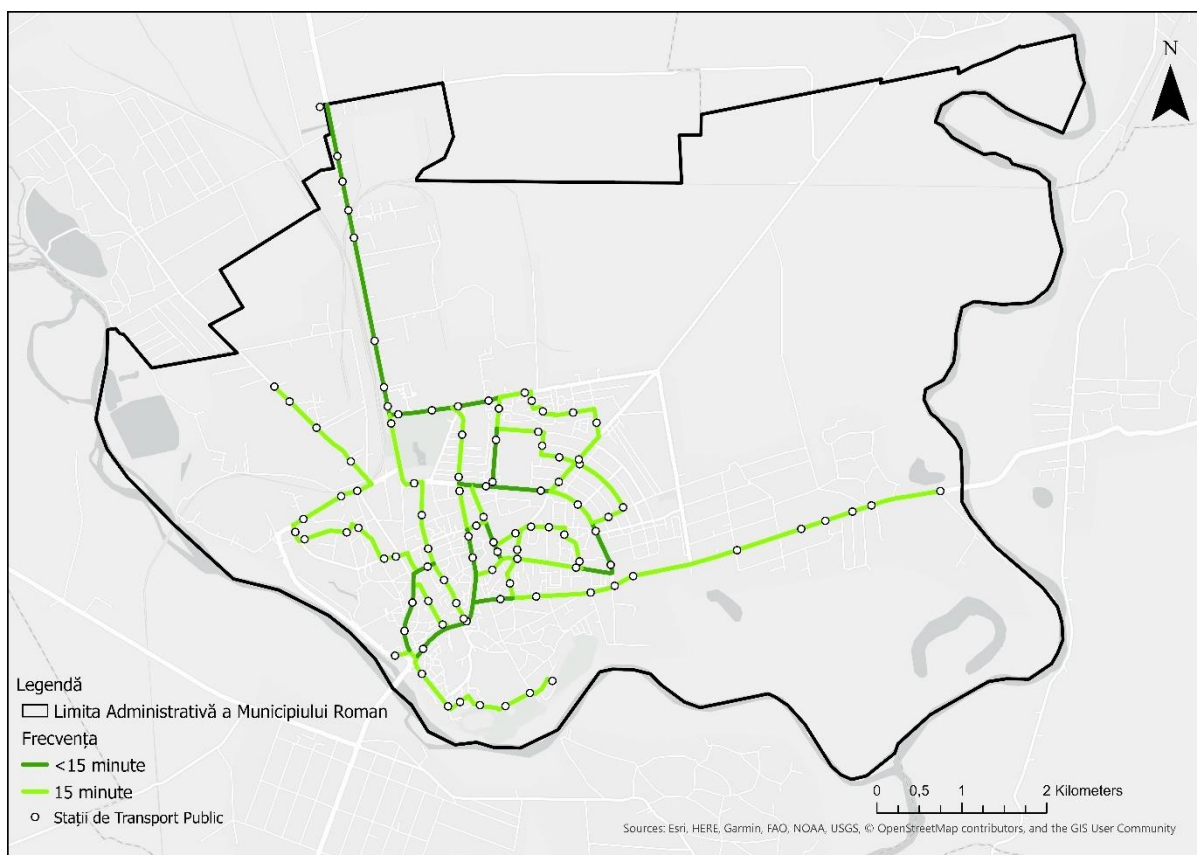 N
Legendă
Limita Administrativă a Municipiului Roman
Frecvența
<15 minute
15 minute
Stații de Transport Public
0 0,5 1 2 Kilometers
Sources: Esri, HERE, Garmin, FAO, NOAA, USGS, © OpenStreetMap contributors, and the GIS User Community